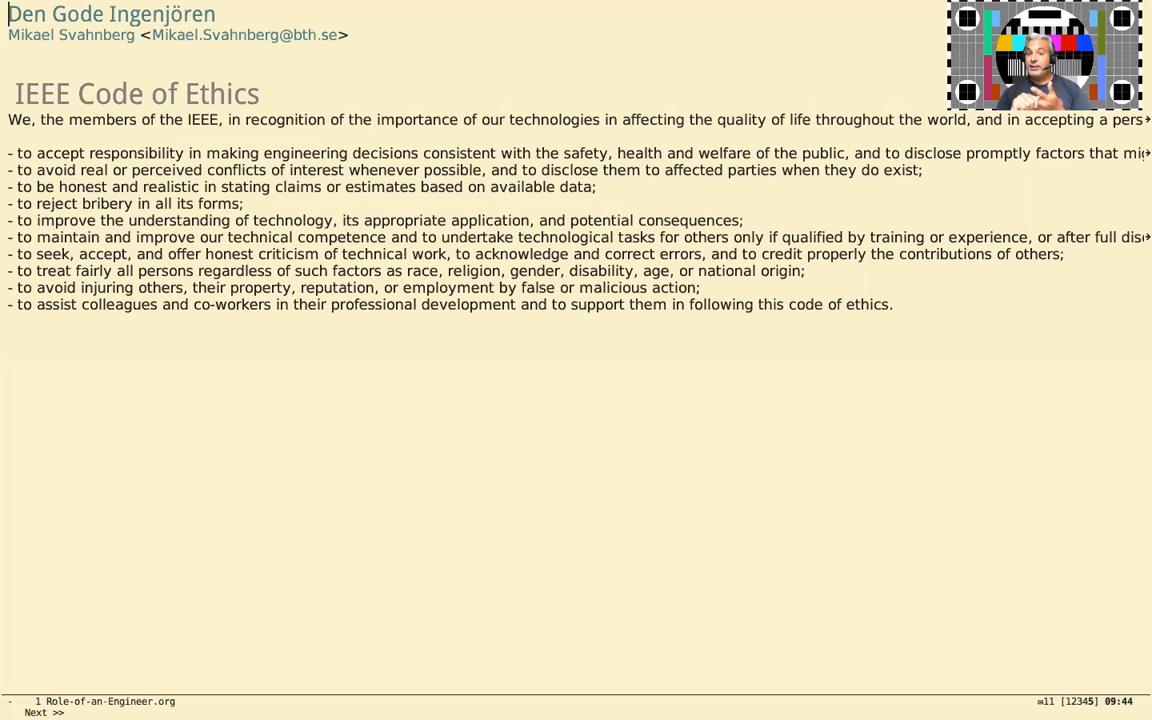 Den Gode Ingenjören
Mikael Svahnberg <Mikael.Svahnberg@bth.se>
IEEE Code of Ethics
We, the members of the IEEE, in recognition of the importance of our technologies in affecting the quality of life throughout the world, and in accepting a pers
- to accept responsibility in making engineering decisions consistent with the safety, health and welfare of the public, and to disclose promptly factors that mig
- to avoid real or perceived conflicts of interest whenever possible, and to disclose them to affected parties when they do exist;
- to be honest and realistic in stating claims or estimates based on available data;
- to reject bribery in all its forms;
- to improve the understanding of technology, its appropriate application, and potential consequences;
- to maintain and improve our technical competence and to undertake technological tasks for others only if qualified by training or experience, or after full dis
- to seek, accept, and offer honest criticism of technical work, to acknowledge and correct errors, and to credit properly the contributions of others;
- to treat fairly all persons regardless of such factors as race, religion, gender, disability, age, or national origin;
- to avoid injuring others, their property, reputation, or employment by false or malicious action;
- to assist colleagues and co-workers in their professional development and to support them in following this code of ethics.
- 1 Role-of-an-Engineer.org ✉11 [12345] 09:44
Next >>